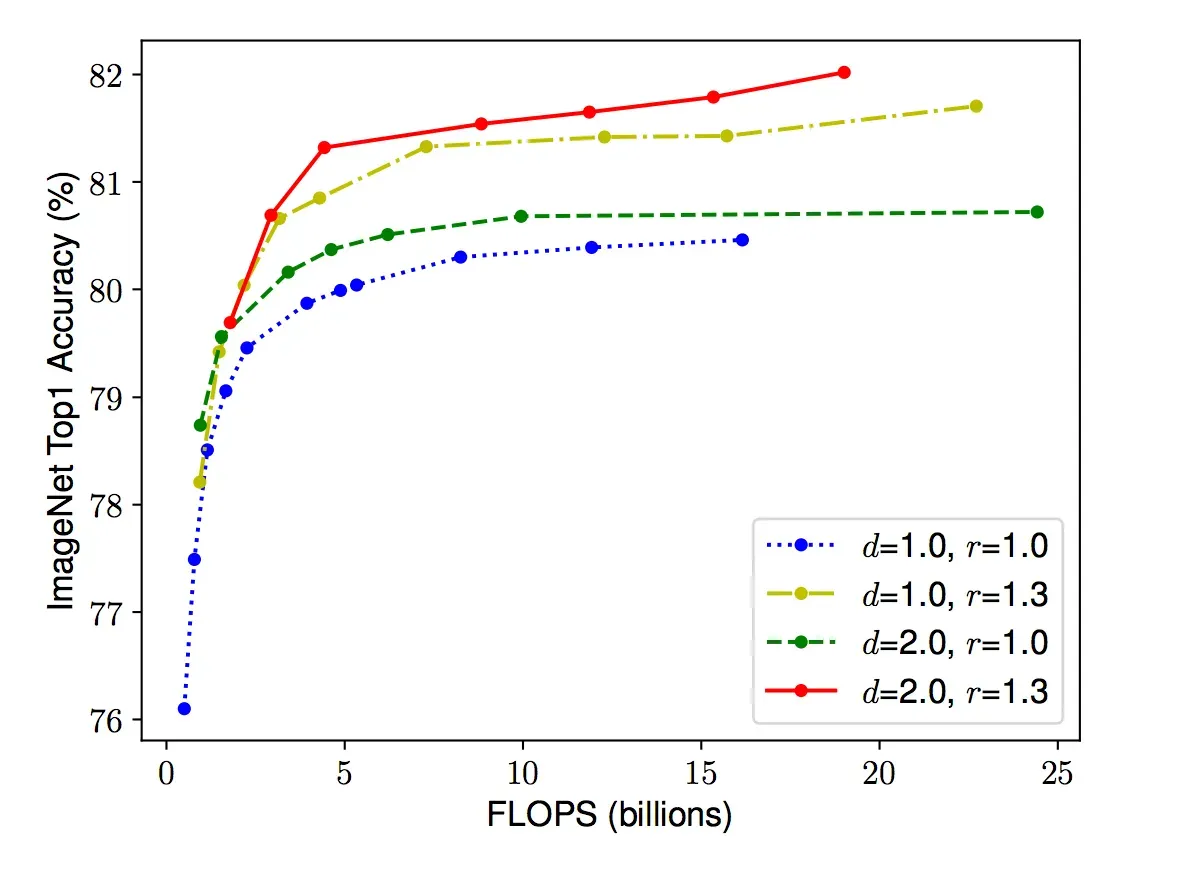 82
81
80
79
78
77
76
ImageNet Top1 Accuracy (%)
0 5 10 15 20 25
FLOPS (billions)
d=1.0, r=1.0
d=1.0, r=1.3
d=2.0, r=1.0
d=2.0, r=1.3